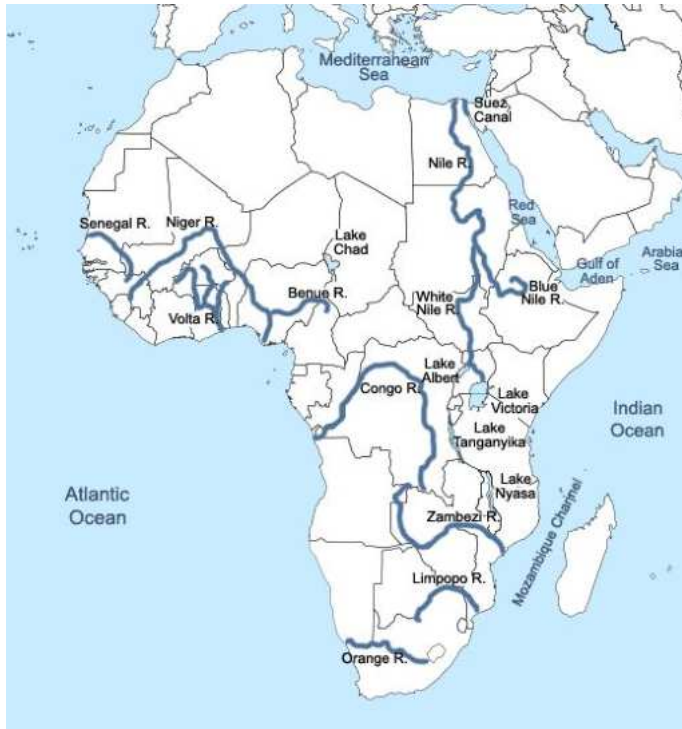 Mediterranean
Sea
Suez
Canal
Nile R.
Red
Sea
Senegal R.
Niger R.
Lake
Chad
Arabia
Sea
Gulf of
Aden
Benue R.
White
Nile R.
Blue
Nile R.
Volta R.
Lake
Albert
Congo R.
Lake
Victoria
Indian
Ocean
Lake
Tanganyika
Lake
Nyasa
Atlantic
Ocean
Zambezi R.
Mozambique Channel
Limpopo R.
Orange R.